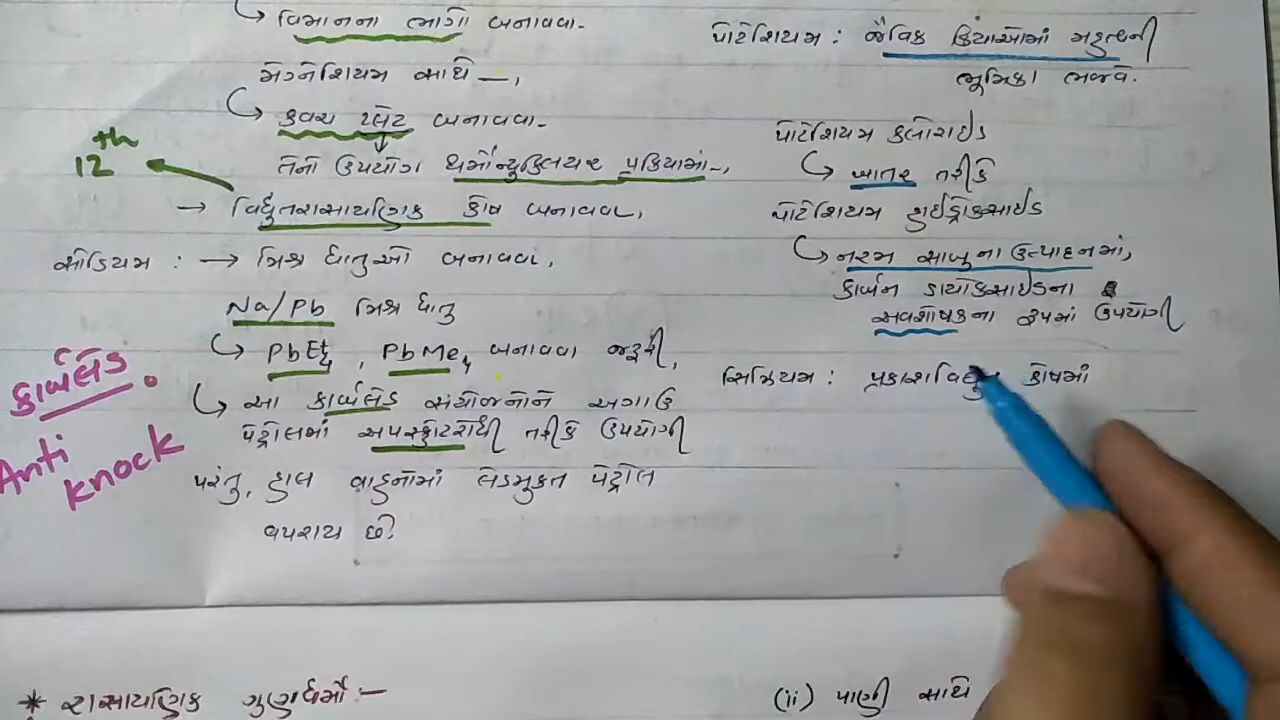 વિમાનના ભાગો બનાવવા-
મેગ્નેશિયમ સાથે —,
કવચ પ્લેટ બનાવવા-
12th
તેનો ઉપયોગ થર્મોન્યુક્લિયર પ્રક્રિયામાં-,
→ વિદ્યુતરાસાયણિક કોષ બનાવવા,
સોડિયમ : → મિશ્ર ધાતુઓ બનાવવા,
Na/Pb મિશ્ર ધાતુ
PbEt4, PbMe4 બનાવવા જરૂરી,
આ કાર્બલેડ સંયોજનોને અગાઉ
પેટ્રોલમાં અપસ્ફોટરોધી તરીકે ઉપયોગી
પરંતુ, હાલ વાહનોમાં લેડમુક્ત પેટ્રોલ
વપરાય છે.
કાર્બલેડ.
Anti
knock
પોટેશિયમ : જૈવિક ક્રિયાઓમાં મહત્વની
ભૂમિકા ભજવે.
પોટેશિયમ ક્લોરાઇડ
ખાતર તરીકે
પોટેશિયમ હાઇડ્રોક્સાઇડ
નરમ સાબુના ઉત્પાદનમાં,
કાર્બન ડાયોક્સાઇડના
અવશોષકના રૂપમાં ઉપયોગી
સિઝિયમ : પ્રકાશવિદ્યુત કોષમાં
* રાસાયણિક ગુણધર્મો :—
(ii) પાણી સાથે